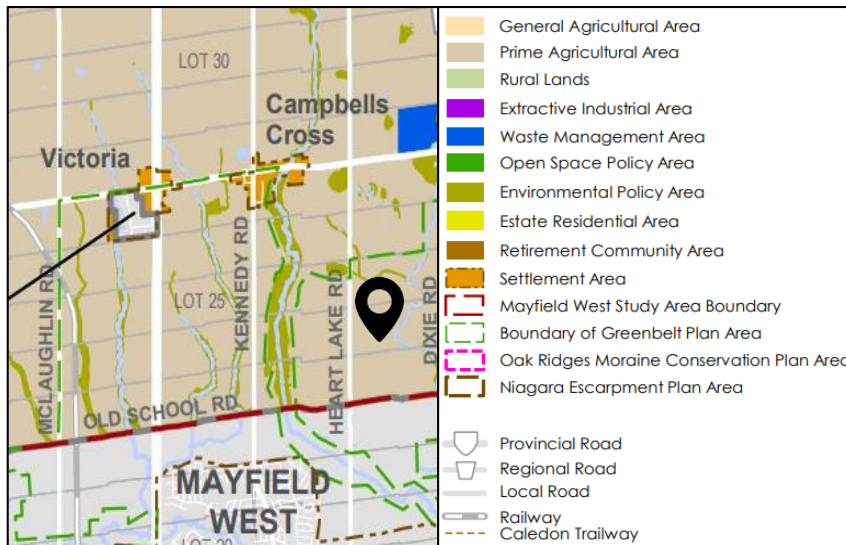 LOT 30
Campbells
Cross
Victoria
MCLAUGHLIN RD
KENNEDY RD
LOT 25
HEART LAKE RD
DIXIE RD
OLD SCHOOL RD
MAYFIELD
WEST
General Agricultural Area
Prime Agricultural Area
Rural Lands
Extractive Industrial Area
Waste Management Area
Open Space Policy Area
Environmental Policy Area
Estate Residential Area
Retirement Community Area
Settlement Area
Mayfield West Study Area Boundary
Boundary of Greenbelt Plan Area
Oak Ridges Moraine Conservation Plan Area
Niagara Escarpment Plan Area
Provincial Road
Regional Road
Local Road
Railway
Caledon Trailway